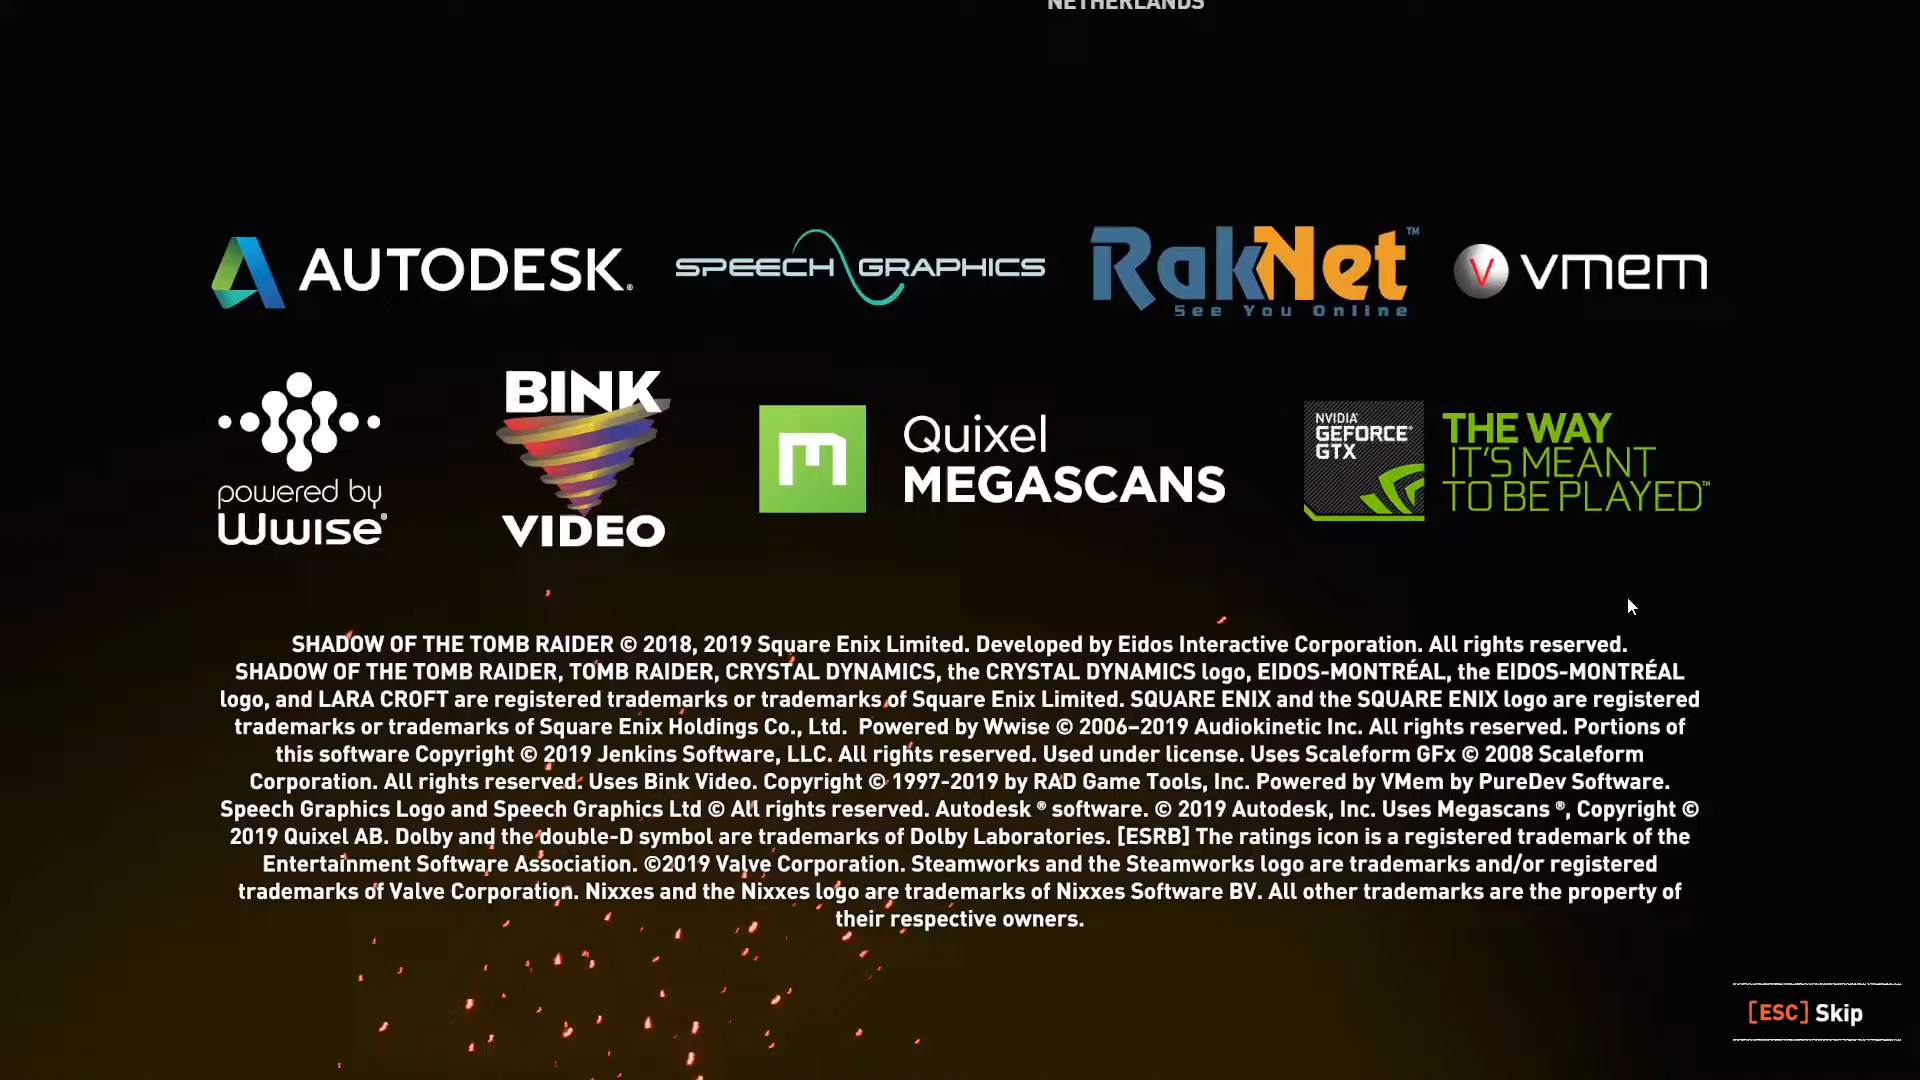 NETHERLANDS
AUTODESK®
SPEECH GRAPHICS
RakNet™
See You Online
V vmem
powered by
Wwise®
BINK
VIDEO
m
Quixel
MEGASCANS
NVIDIA®
GEFORCE®
GTX
THE WAY
IT'S MEANT
TO BE PLAYED™
SHADOW OF THE TOMB RAIDER © 2018, 2019 Square Enix Limited. Developed by Eidos Interactive Corporation. All rights reserved.
SHADOW OF THE TOMB RAIDER, TOMB RAIDER, CRYSTAL DYNAMICS, the CRYSTAL DYNAMICS logo, EIDOS-MONTRÉAL, the EIDOS-MONTRÉAL
logo, and LARA CROFT are registered trademarks or trademarks of Square Enix Limited. SQUARE ENIX and the SQUARE ENIX logo are registered
trademarks or trademarks of Square Enix Holdings Co., Ltd. Powered by Wwise © 2006–2019 Audiokinetic Inc. All rights reserved. Portions of
this software Copyright © 2019 Jenkins Software, LLC. All rights reserved. Used under license. Uses Scaleform GFx © 2008 Scaleform
Corporation. All rights reserved. Uses Bink Video. Copyright © 1997-2019 by RAD Game Tools, Inc. Powered by VMem by PureDev Software.
Speech Graphics Logo and Speech Graphics Ltd © All rights reserved. Autodesk ® software. © 2019 Autodesk, Inc. Uses Megascans ®, Copyright ©
2019 Quixel AB. Dolby and the double-D symbol are trademarks of Dolby Laboratories. [ESRB] The ratings icon is a registered trademark of the
Entertainment Software Association. ©2019 Valve Corporation. Steamworks and the Steamworks logo are trademarks and/or registered
trademarks of Valve Corporation. Nixxes and the Nixxes logo are trademarks of Nixxes Software BV. All other trademarks are the property of
their respective owners.
[ESC] Skip